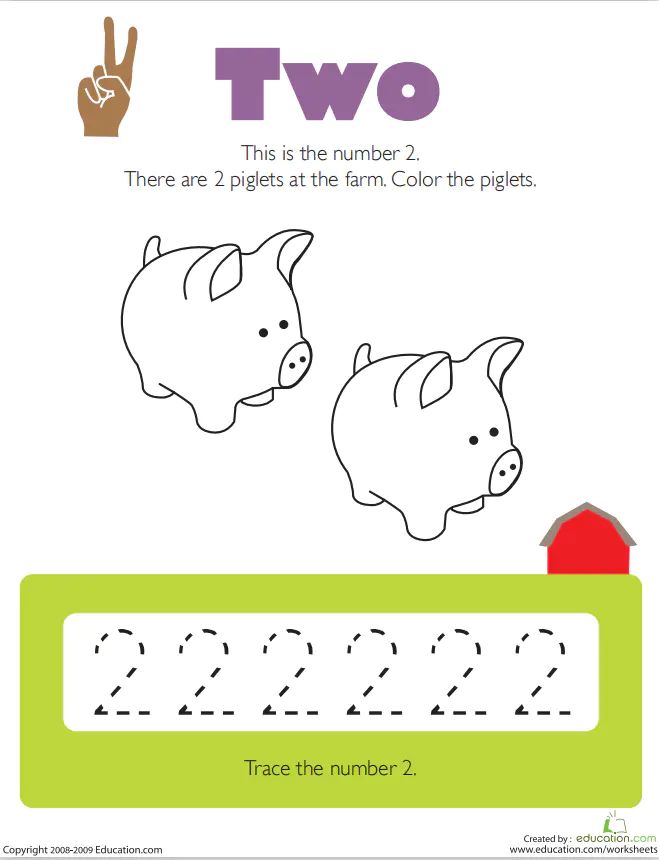 Two
This is the number 2.
There are 2 piglets at the farm. Color the piglets.
2 2 2 2 2 2
Trace the number 2.
Created by : education.com
Copyright 2008-2009 Education.com
www.education.com/worksheets